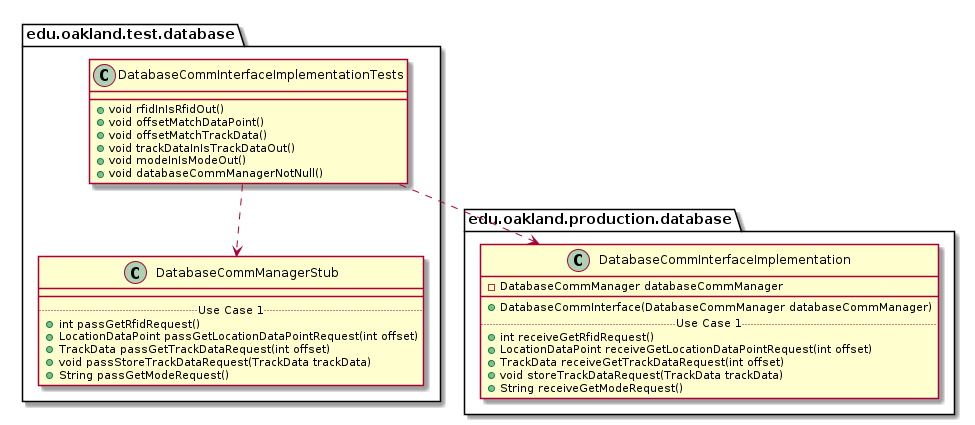 edu.oakland.test.database
C DatabaseCommInterfaceImplementationTests
void rfidInIsRfidOut()
void offsetMatchDataPoint()
void offsetMatchTrackData()
void trackDataInIsTrackDataOut()
void modeInIsModeOut()
void databaseCommManagerNotNull()
C DatabaseCommManagerStub
Use Case 1
int passGetRfidRequest()
LocationDataPoint passGetLocationDataPointRequest(int offset)
TrackData passGetTrackDataRequest(int offset)
void passStoreTrackDataRequest(TrackData trackData)
String passGetModeRequest()
edu.oakland.production.database
C DatabaseCommInterfaceImplementation
DatabaseCommManager databaseCommManager
DatabaseCommInterface(DatabaseCommManager databaseCommManager)
Use Case 1
int receiveGetRfidRequest()
LocationDataPoint receiveGetLocationDataPointRequest(int offset)
TrackData receiveGetTrackDataRequest(int offset)
void storeTrackDataRequest(TrackData trackData)
String receiveGetModeRequest()